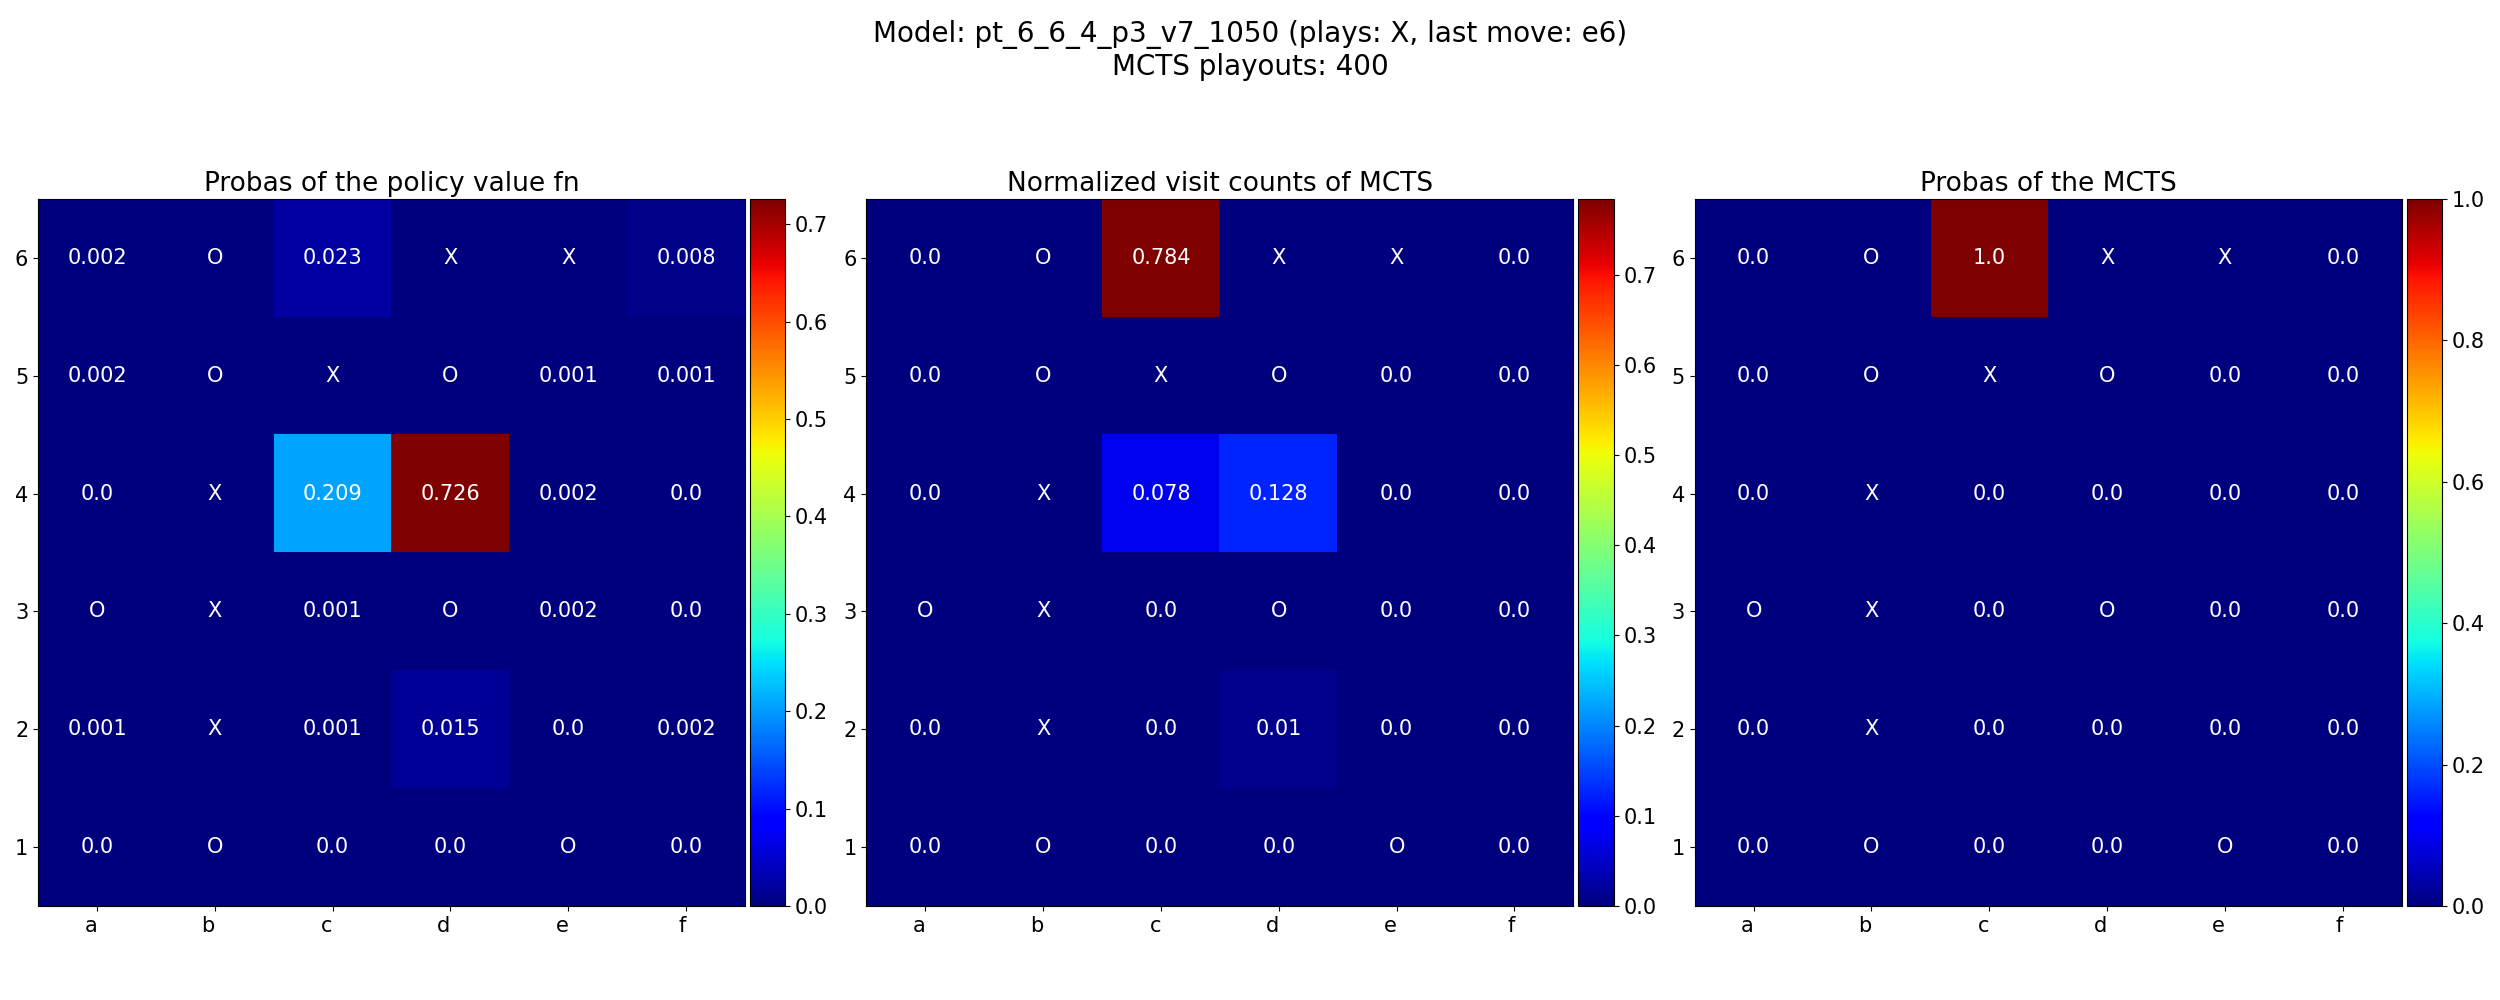 Model: pt_6_6_4_p3_v7_1050 (plays: X, last move: e6)
MCTS playouts: 400
Probas of the policy value fn
6 0.002 O 0.023 X X 0.008
5 0.002 O X O 0.001 0.001
4 0.0 X 0.209 0.726 0.002 0.0
3 O X 0.001 O 0.002 0.0
2 0.001 X 0.001 0.015 0.0 0.002
1 0.0 O 0.0 0.0 O 0.0
a b c d e f
0.7
0.6
0.5
0.4
0.3
0.2
0.1
0.0
Normalized visit counts of MCTS
6 0.0 O 0.784 X X 0.0
5 0.0 O X O 0.0 0.0
4 0.0 X 0.078 0.128 0.0 0.0
3 O X 0.0 O 0.0 0.0
2 0.0 X 0.0 0.01 0.0 0.0
1 0.0 O 0.0 0.0 O 0.0
a b c d e f
0.7
0.6
0.5
0.4
0.3
0.2
0.1
0.0
Probas of the MCTS
6 0.0 O 1.0 X X 0.0
5 0.0 O X O 0.0 0.0
4 0.0 X 0.0 0.0 0.0 0.0
3 O X 0.0 O 0.0 0.0
2 0.0 X 0.0 0.0 0.0 0.0
1 0.0 O 0.0 0.0 O 0.0
a b c d e f
1.0
0.8
0.6
0.4
0.2
0.0